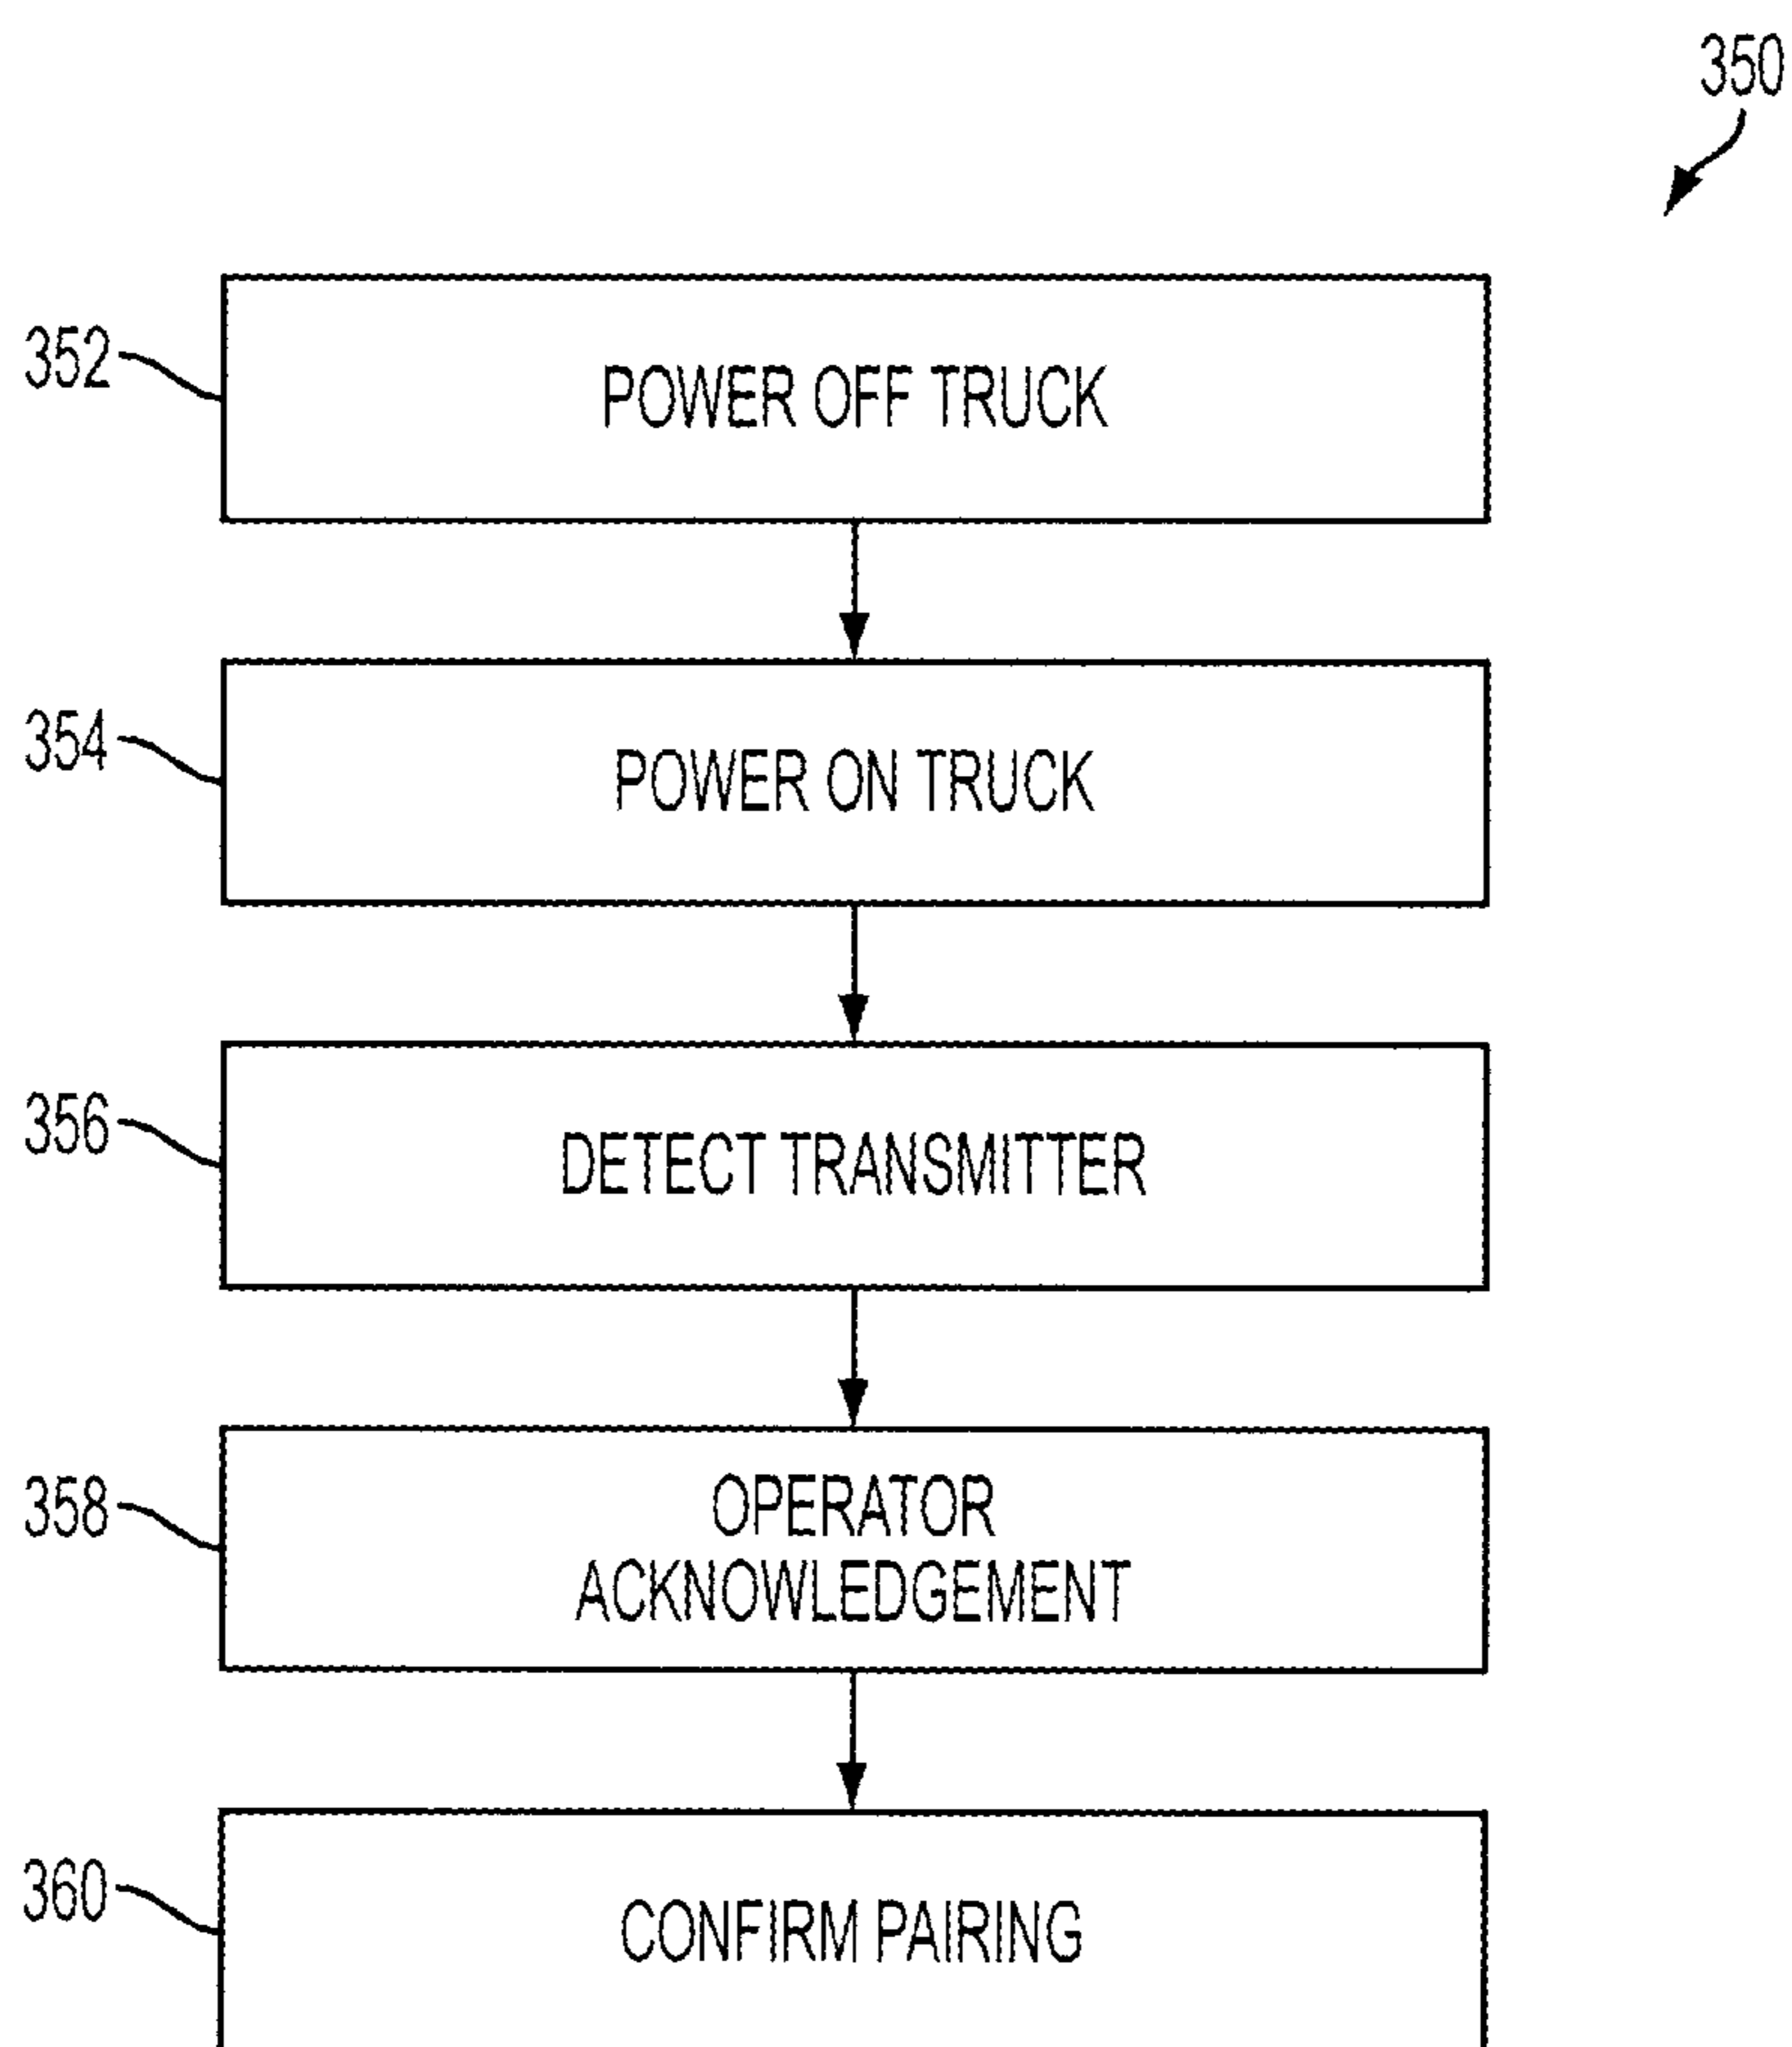 350
352
POWER OFF TRUCK
354
POWER ON TRUCK
356
DETECT TRANSMITTER
358
OPERATOR
ACKNOWLEDGEMENT
360
CONFIRM PAIRING